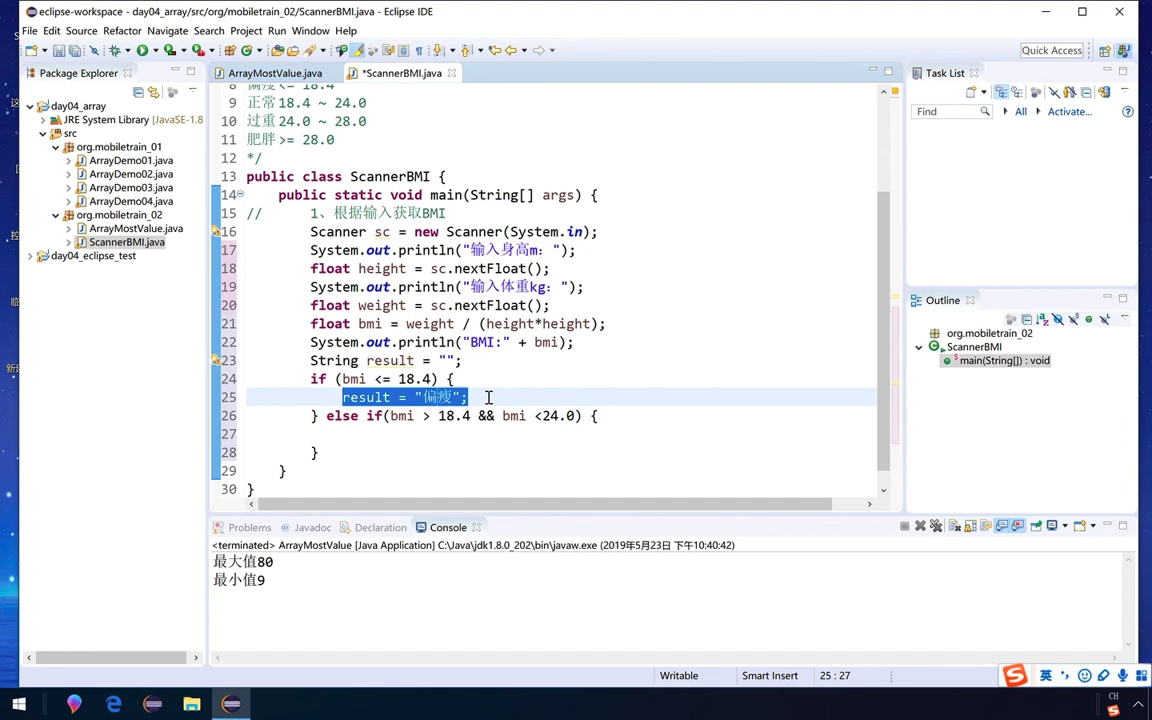 eclipse-workspace - day04_array/src/org/mobiletrain_02/ScannerBMI.java - Eclipse IDE
File Edit Source Refactor Navigate Search Project Run Window Help
Quick Access
Package Explorer
ArrayMostValue.java
*ScannerBMI.java
Task List
day04_array
JRE System Library [JavaSE-1.8
src
org.mobiletrain_01
ArrayDemo01.java
ArrayDemo02.java
ArrayDemo03.java
ArrayDemo04.java
org.mobiletrain_02
ArrayMostValue.java
ScannerBMI.java
day04_eclipse_test
8 偏瘦 <= 18.4
9 正常18.4 ~ 24.0
10 过重24.0 ~ 28.0
11 肥胖>= 28.0
12 */
13 public class ScannerBMI {
14 public static void main(String[] args) {
15 // 1、根据输入获取BMI
16 Scanner sc = new Scanner(System.in);
17 System.out.println("输入身高m：");
18 float height = sc.nextFloat();
19 System.out.println("输入体重kg：");
20 float weight = sc.nextFloat();
21 float bmi = weight / (height*height);
22 System.out.println("BMI:" + bmi);
23 String result = "";
24 if (bmi <= 18.4) {
25 result = "偏瘦";
26 } else if(bmi > 18.4 && bmi <24.0) {
27
28 }
29 }
30 }
Find
All
Activate...
Outline
org.mobiletrain_02
ScannerBMI
S
main(String[]) : void
Problems Javadoc Declaration Console
<terminated> ArrayMostValue [Java Application] C:\Java\jdk1.8.0_202\bin\javaw.exe (2019年5月23日 下午10:40:42)
最大值80
最小值9
Writable
Smart Insert
25 : 27
英
CH